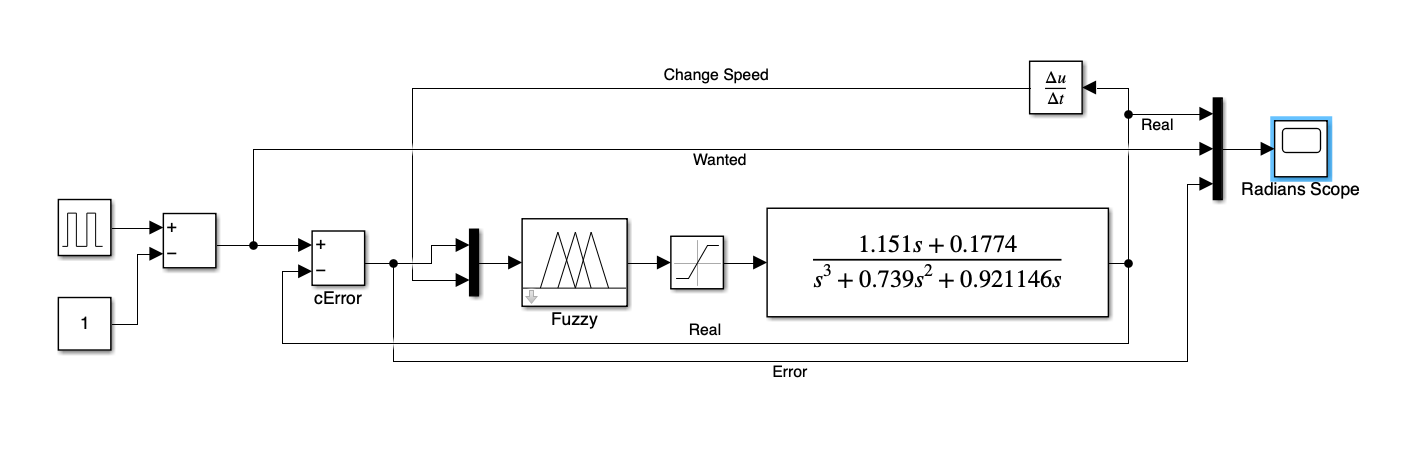 Change Speed
Δu
Δt
Real
Wanted
Radians Scope
+
−
+
−
cError
1
Fuzzy
1.151s + 0.1774
s³ + 0.739s² + 0.921146s
Real
Error